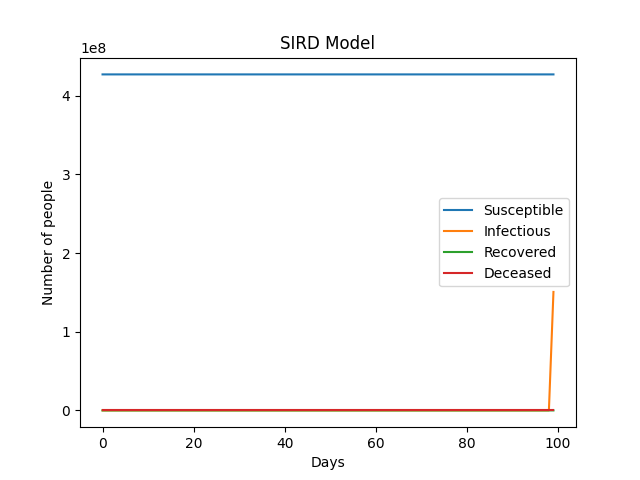 SIRD Model
1e8
4
3
2
1
0
Number of people
Susceptible
Infectious
Recovered
Deceased
0 20 40 60 80 100
Days